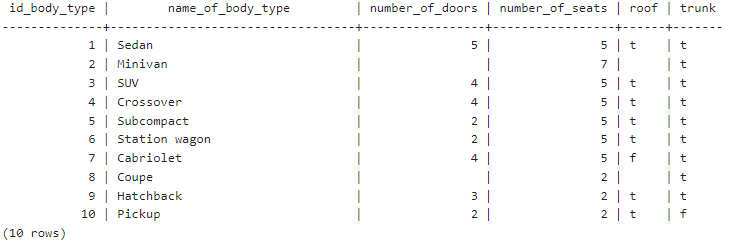 id_body_type |       name_of_body_type        | number_of_doors | number_of_seats | roof | trunk
--------------+--------------------------------+-----------------+-----------------+------+-------
            1 | Sedan                          |               5 |               5 | t    | t
            2 | Minivan                        |                 |               7 |      | t
            3 | SUV                            |               4 |               5 | t    | t
            4 | Crossover                      |               4 |               5 | t    | t
            5 | Subcompact                     |               2 |               5 | t    | t
            6 | Station wagon                  |               2 |               5 | t    | t
            7 | Cabriolet                      |               4 |               5 | f    | t
            8 | Coupe                          |                 |               2 |      | t
            9 | Hatchback                      |               3 |               2 | t    | t
           10 | Pickup                         |               2 |               2 | t    | f
(10 rows)